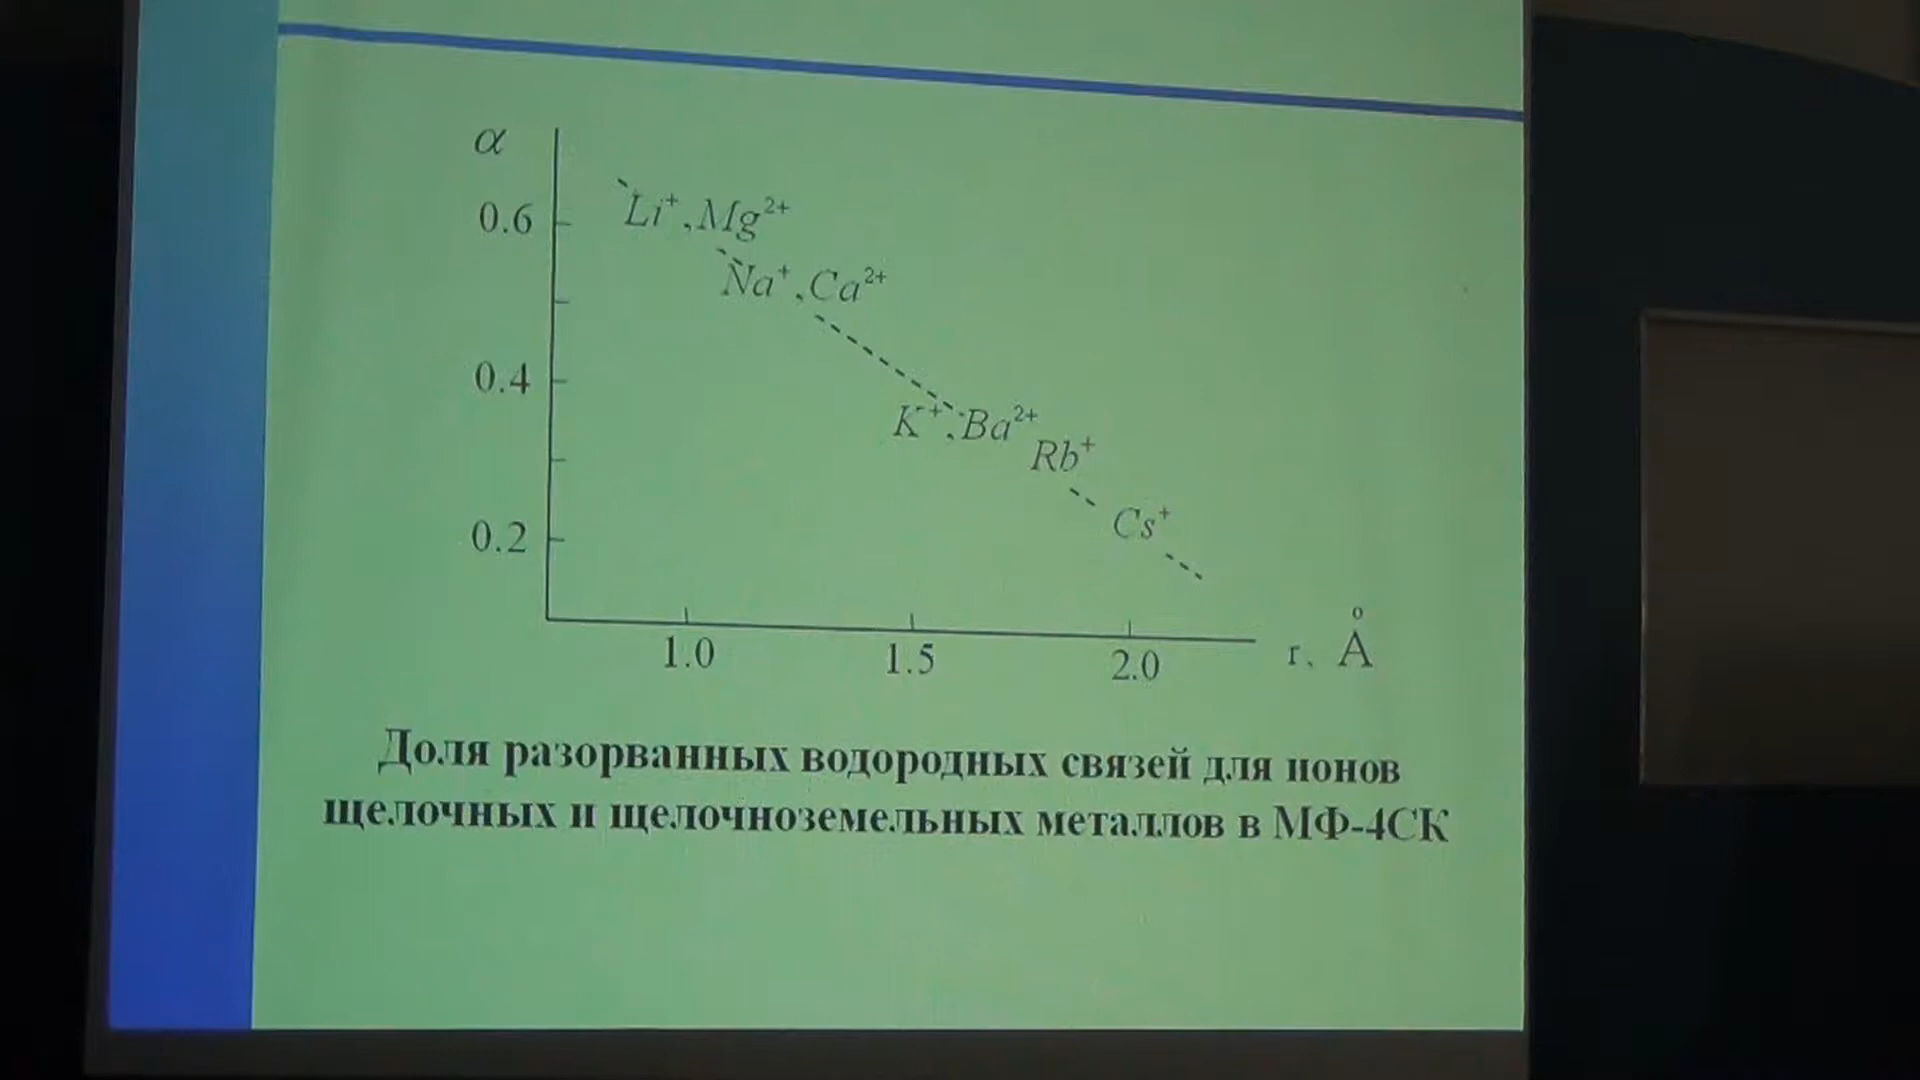 α
0.6
Li⁺, Mg²⁺
Na⁺, Ca²⁺
0.4
K⁺, Ba²⁺
Rb⁺
Cs⁺
0.2
1.0 1.5 2.0 r, Å
Доля разорванных водородных связей для ионов
щелочных и щелочноземельных металлов в МФ-4СК